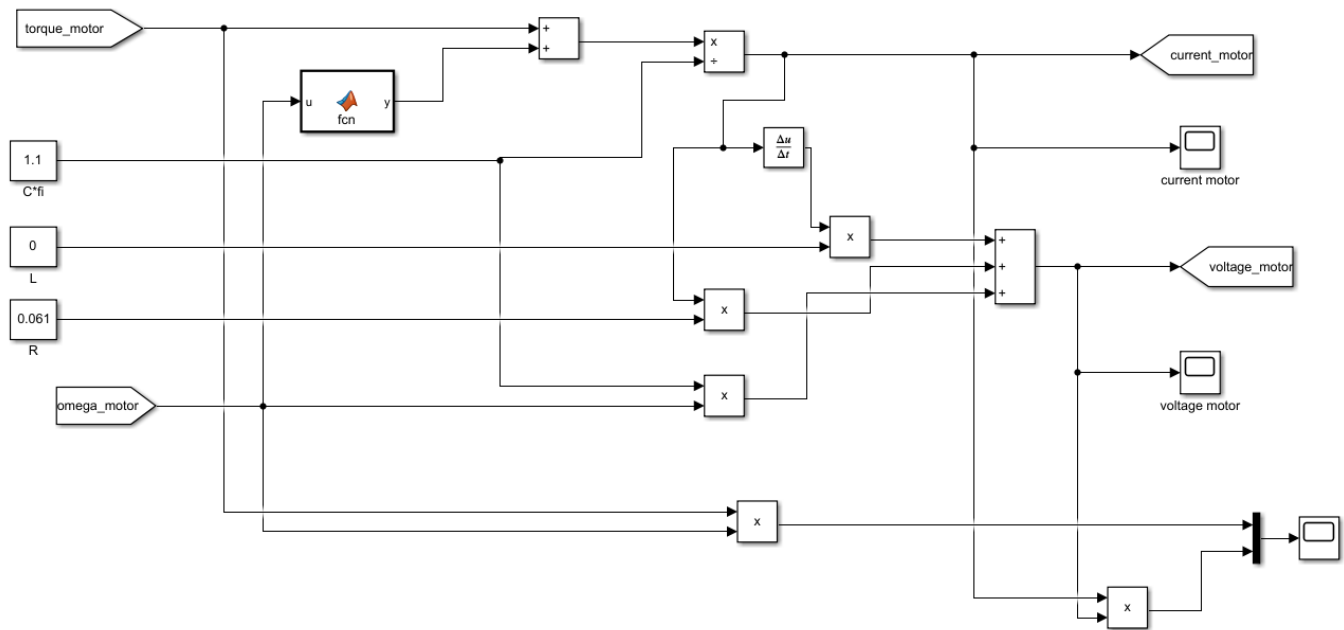 torque_motor
+
+
x
÷
current_motor
u
y
fcn
1.1
C*fi
Δu
Δt
current motor
x
0
L
+
+
+
voltage_motor
0.061
R
x
x
omega_motor
voltage motor
x
x